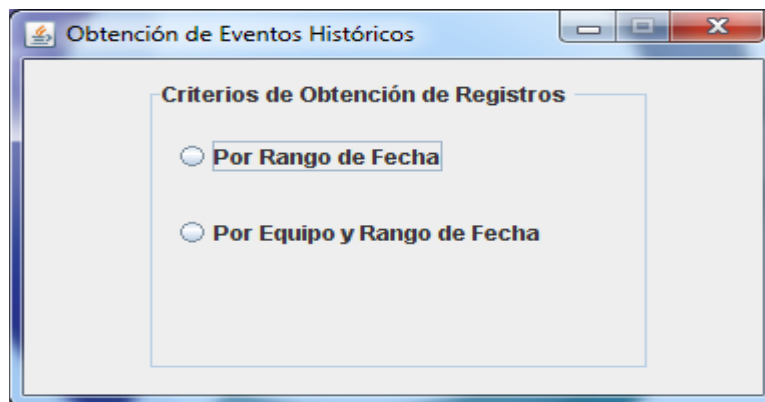 Obtención de Eventos Históricos
Criterios de Obtención de Registros
Por Rango de Fecha
Por Equipo y Rango de Fecha